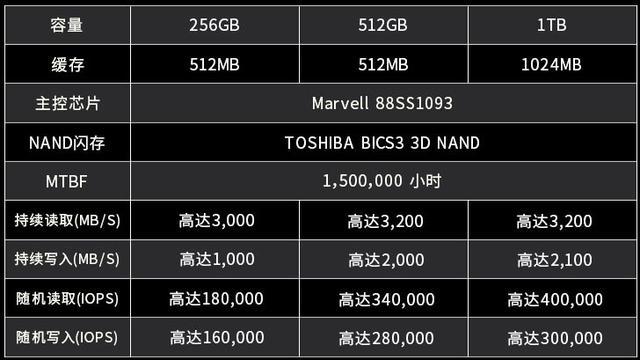 容量 256GB 512GB 1TB
缓存 512MB 512MB 1024MB
主控芯片 Marvell 88SS1093
NAND闪存 TOSHIBA BICS3 3D NAND
MTBF 1,500,000 小时
持续读取(MB/S) 高达3,000 高达3,200 高达3,200
持续写入(MB/S) 高达1,000 高达2,000 高达2,100
随机读取(IOPS) 高达180,000 高达340,000 高达400,000
随机写入(IOPS) 高达160,000 高达280,000 高达300,000